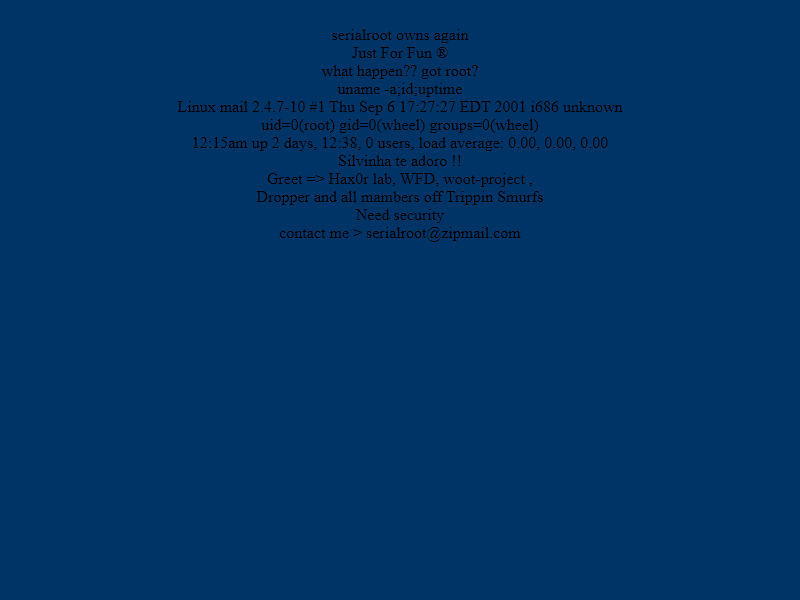 serialroot owns again
Just For Fun ®
what happen?? got root?
uname -a;id;uptime
Linux mail 2.4.7-10 #1 Thu Sep 6 17:27:27 EDT 2001 i686 unknown
uid=0(root) gid=0(wheel) groups=0(wheel)
12:15am up 2 days, 12:38, 0 users, load average: 0.00, 0.00, 0.00
Silvinha te adoro !!
Greet => Hax0r lab, WFD, woot-project ,
Dropper and all mambers off Trippin Smurfs
Need security
contact me > serialroot@zipmail.com